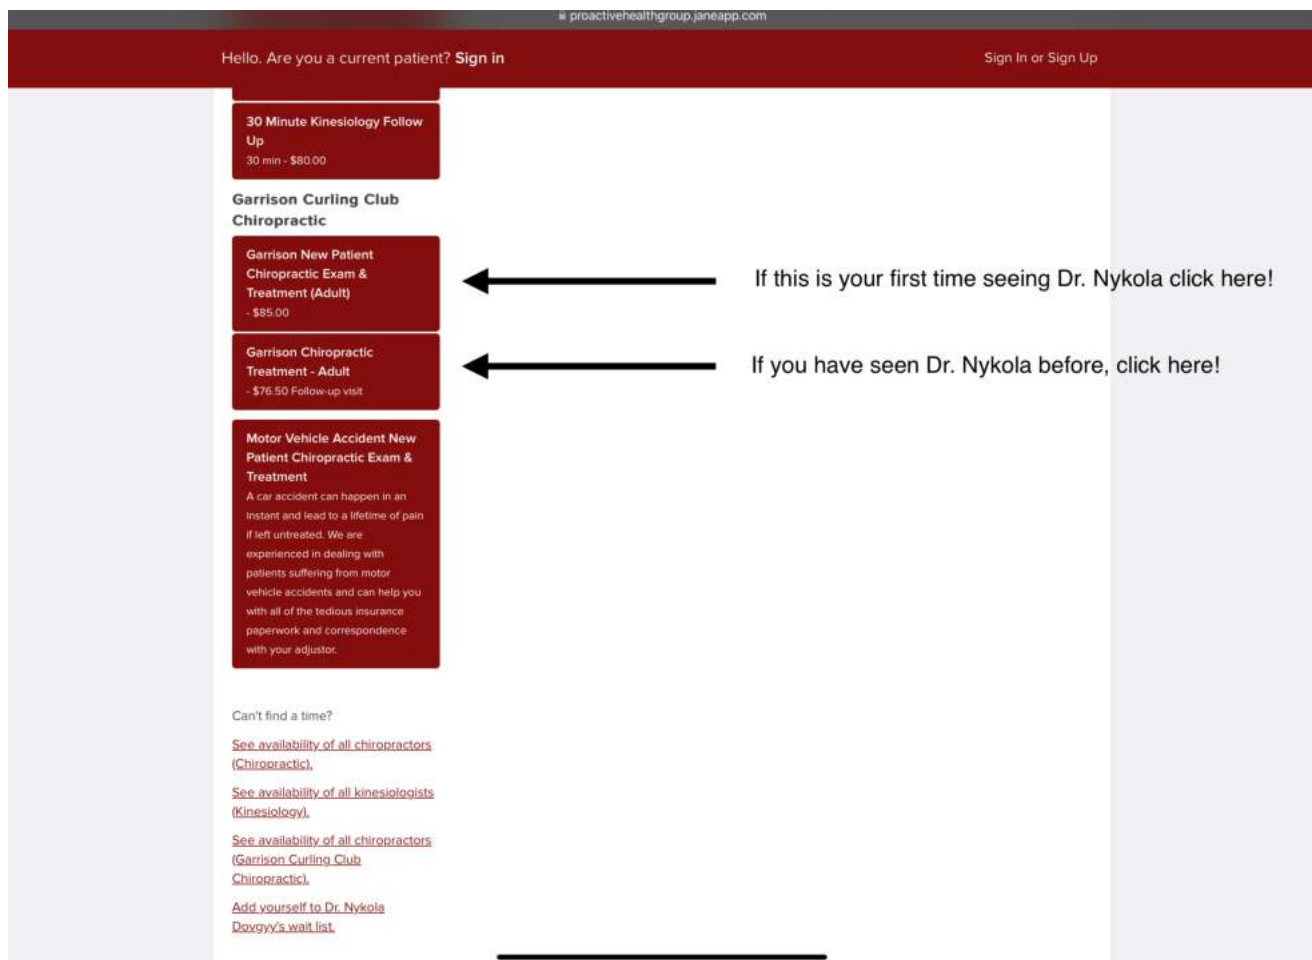 proactivehealthgroup.janeapp.com
Hello. Are you a current patient? Sign in
Sign In or Sign Up
30 Minute Kinesiology Follow
Up
30 min - $80.00
Garrison Curling Club
Chiropractic
Garrison New Patient
Chiropractic Exam &
Treatment (Adult)
- $85.00
If this is your first time seeing Dr. Nykola click here!
Garrison Chiropractic
Treatment - Adult
- $76.50 Follow-up visit
If you have seen Dr. Nykola before, click here!
Motor Vehicle Accident New
Patient Chiropractic Exam &
Treatment
A car accident can happen in an
instant and lead to a lifetime of pain
if left untreated. We are
experienced in dealing with
patients suffering from motor
vehicle accidents and can help you
with all of the tedious insurance
paperwork and correspondence
with your adjustor.
Can't find a time?
See availability of all chiropractors
(Chiropractic).
See availability of all kinesiologists
(Kinesiology).
See availability of all chiropractors
(Garrison Curling Club
Chiropractic).
Add yourself to Dr. Nykola
Dovgyy's wait list.